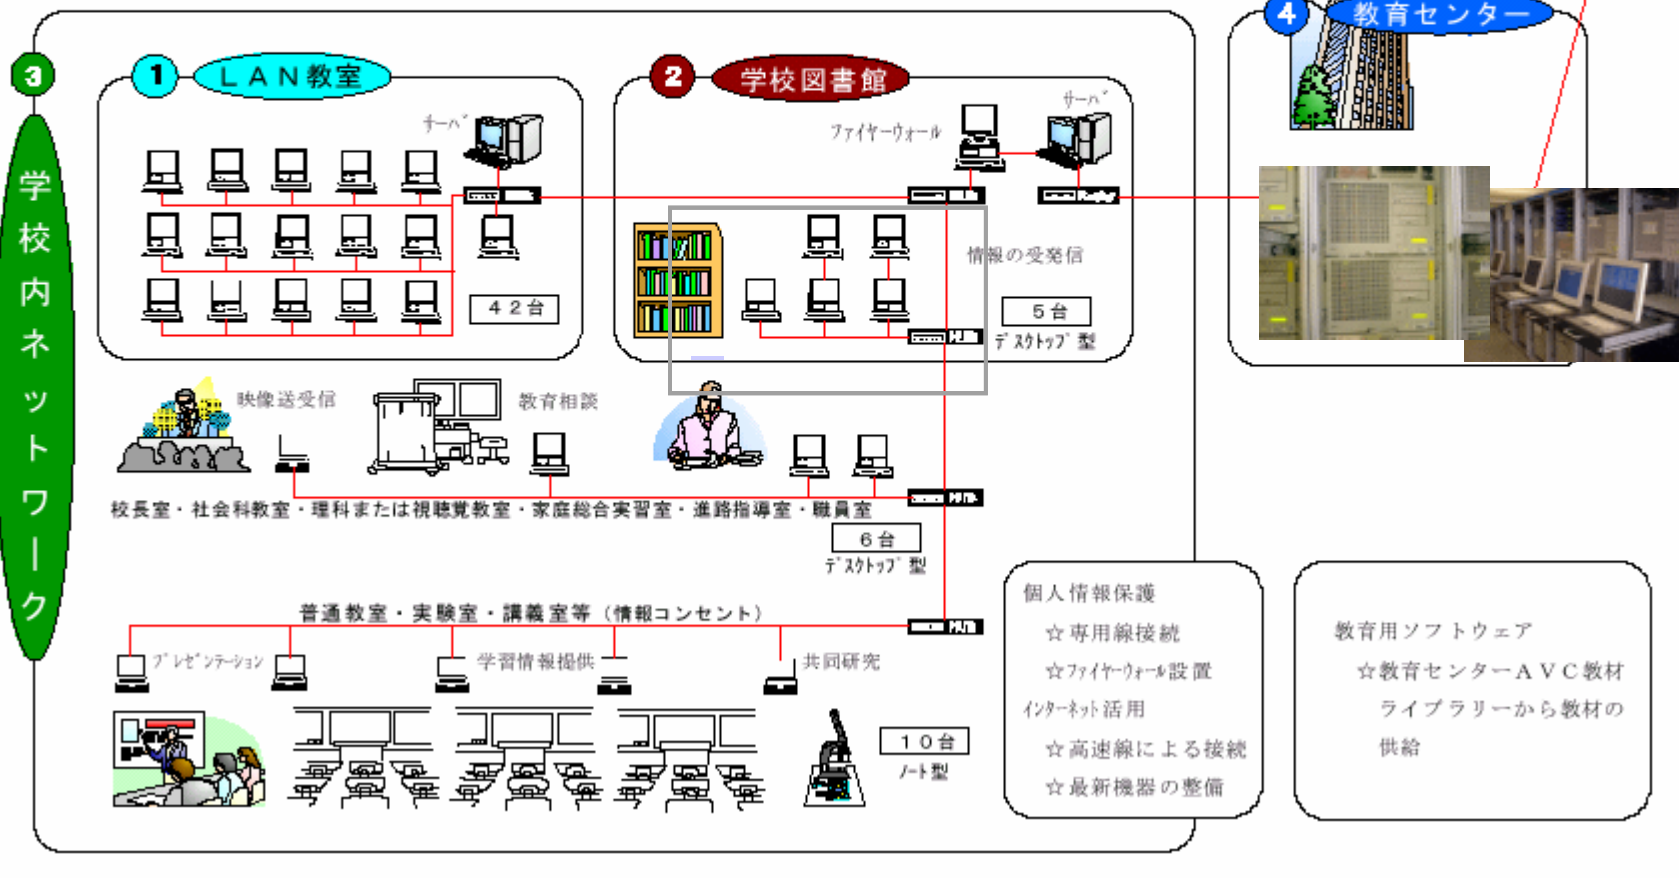 3
学校内ネットワーク
1
LAN教室
サーバ
42台
2
学校図書館
ファイヤーウォール
サーバ
情報の受発信
5台
デスクトップ型
4
教育センター
映像送受信
教育相談
校長室・社会科教室・理科または視聴覚教室・家庭総合実習室・進路指導室・職員室
6台
デスクトップ型
普通教室・実験室・講義室等（情報コンセント）
プレゼンテーション
学習情報提供
共同研究
10台
ノート型
個人情報保護
☆専用線接続
☆ファイヤーウォール設置
インターネット活用
☆高速線による接続
☆最新機器の整備
教育用ソフトウェア
☆教育センターAVC教材
ライブラリーから教材の
供給